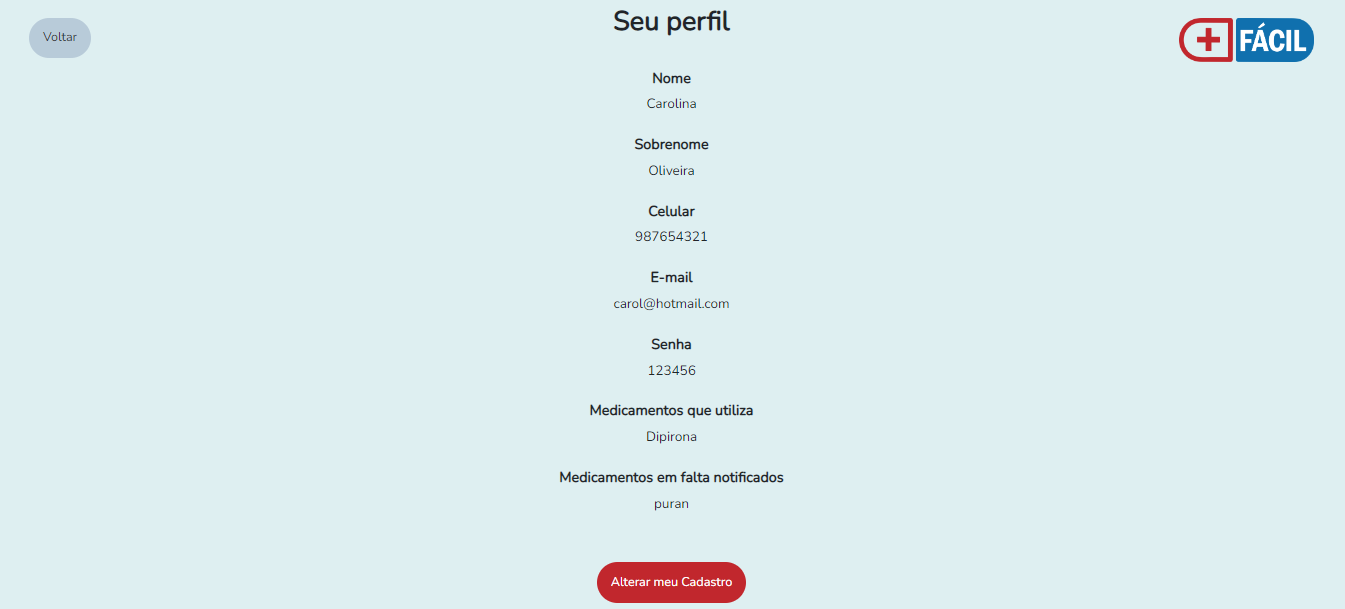 Seu perfil
Voltar
FÁCIL
Nome
Carolina
Sobrenome
Oliveira
Celular
987654321
E-mail
carol@hotmail.com
Senha
123456
Medicamentos que utiliza
Dipirona
Medicamentos em falta notificados
puran
Alterar meu Cadastro